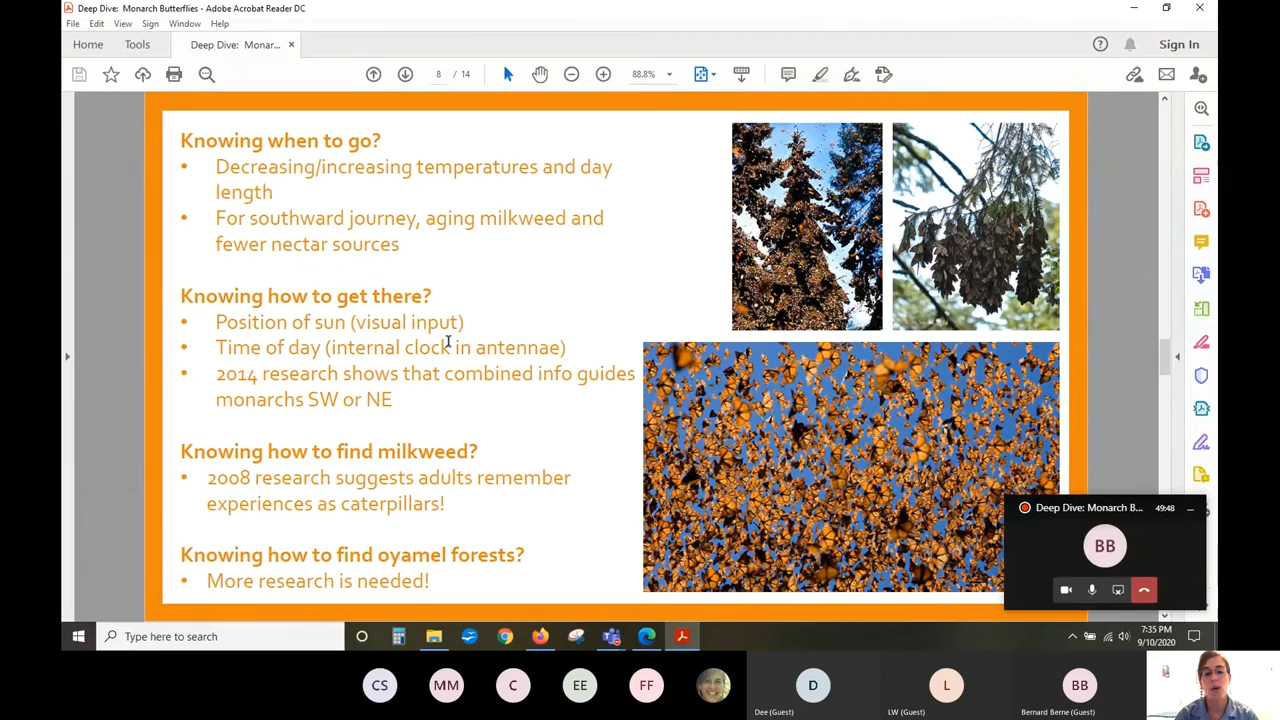 Deep Dive: Monarch Butterflies - Adobe Acrobat Reader DC
File Edit View Sign Window Help
Home Tools Deep Dive: Monar... × Sign In
8 / 14 88.8%
Knowing when to go?
• Decreasing/increasing temperatures and day
length
• For southward journey, aging milkweed and
fewer nectar sources
Knowing how to get there?
• Position of sun (visual input)
• Time of day (internal clock in antennae)
• 2014 research shows that combined info guides
monarchs SW or NE
Knowing how to find milkweed?
• 2008 research suggests adults remember
experiences as caterpillars!
Knowing how to find oyamel forests?
• More research is needed!
Deep Dive: Monarch B... 49:48
BB
Type here to search
7:35 PM
9/10/2020
CS MM C EE FF D L BB
Dee (Guest) LW (Guest) Bernard Berne (Guest)